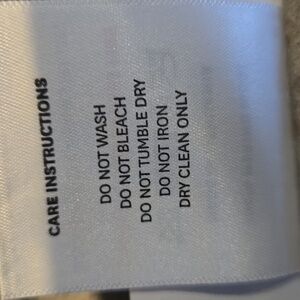 CARE INSTRUCTIONS
DO NOT WASH
DO NOT BLEACH
DO NOT TUMBLE DRY
DO NOT IRON
DRY CLEAN ONLY